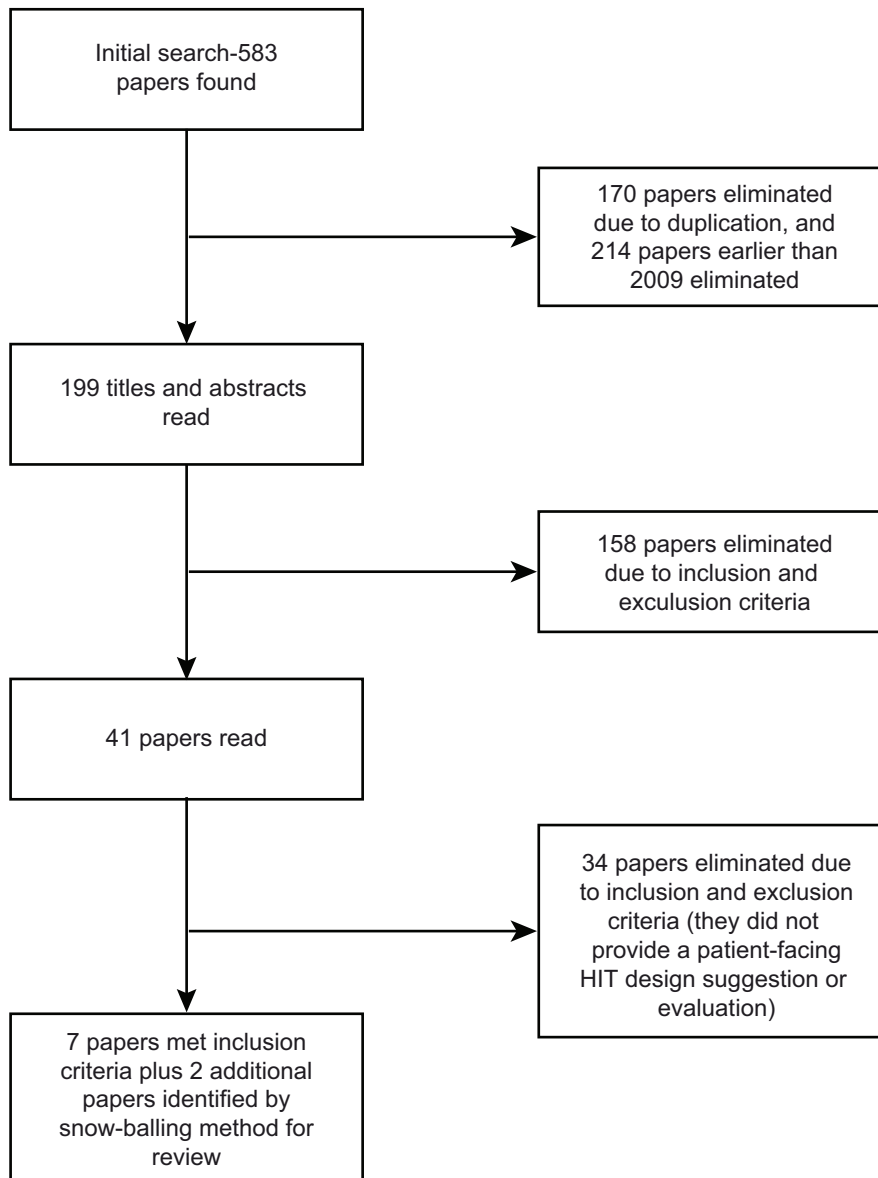 Initial search-583
papers found
170 papers eliminated
due to duplication, and
214 papers earlier than
2009 eliminated
199 titles and abstracts
read
158 papers eliminated
due to inclusion and
exculusion criteria
41 papers read
34 papers eliminated due
to inclusion and exclusion
criteria (they did not
provide a patient-facing
HIT design suggestion or
evaluation)
7 papers met inclusion
criteria plus 2 additional
papers identified by
snow-balling method for
review